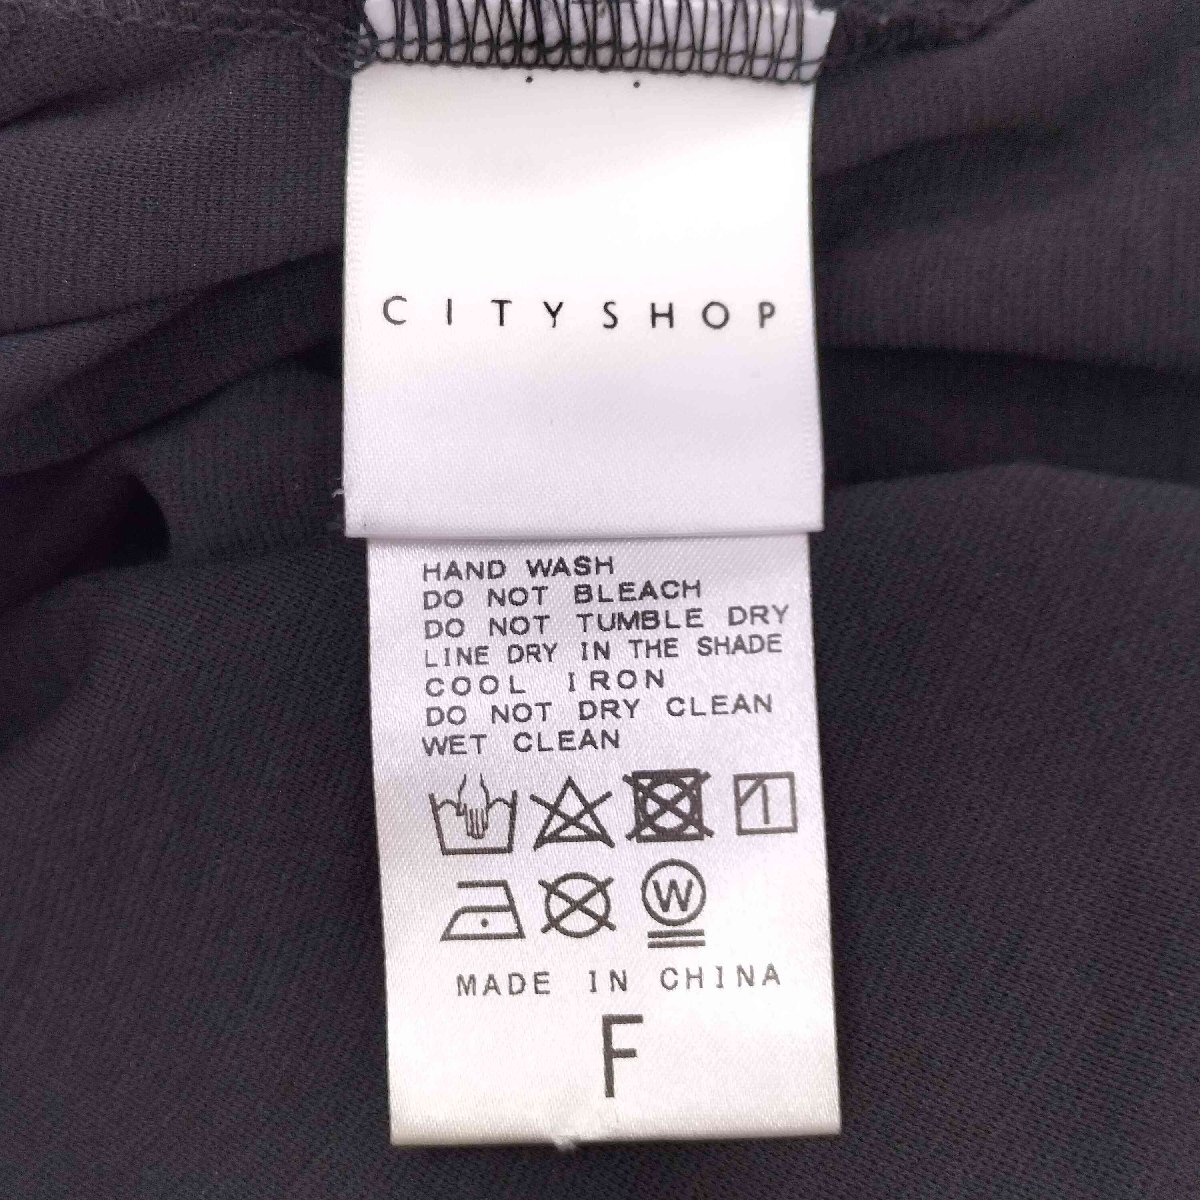 CITYSHOP
HAND WASH
DO NOT BLEACH
DO NOT TUMBLE DRY
LINE DRY IN THE SHADE
COOL IRON
DO NOT DRY CLEAN
WET CLEAN
W
MADE IN CHINA
F